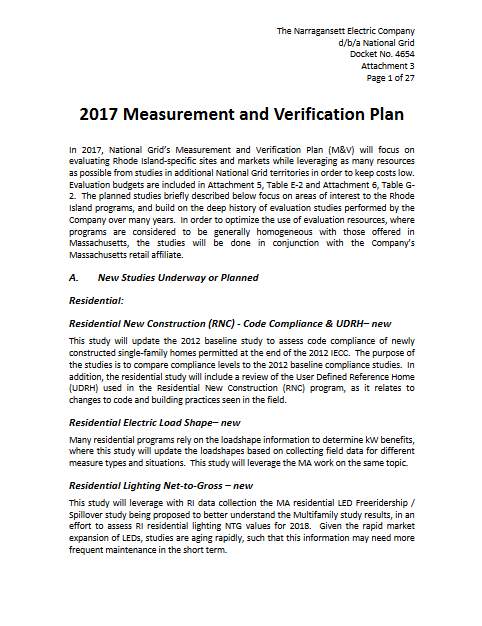 The Narragansett Electric Company
d/b/a National Grid
Docket No. 4654
Attachment 3
Page 1 of 27
2017 Measurement and Verification Plan
In 2017, National Grid's Measurement and Verification Plan (M&V) will focus on
evaluating Rhode Island-specific sites and markets while leveraging as many resources
as possible from studies in additional National Grid territories in order to keep costs low.
Evaluation budgets are included in Attachment 5, Table E-2 and Attachment 6, Table G-
2. The planned studies briefly described below focus on areas of interest to the Rhode
Island programs, and build on the deep history of evaluation studies performed by the
Company over many years. In order to optimize the use of evaluation resources, where
programs are considered to be generally homogeneous with those offered in
Massachusetts, the studies will be done in conjunction with the Company's
Massachusetts retail affiliate.
A. New Studies Underway or Planned
Residential:
Residential New Construction (RNC) - Code Compliance & UDRH– new
This study will update the 2012 baseline study to assess code compliance of newly
constructed single-family homes permitted at the end of the 2012 IECC. The purpose of
the studies is to compare compliance levels to the 2012 baseline compliance studies. In
addition, the residential study will include a review of the User Defined Reference Home
(UDRH) used in the Residential New Construction (RNC) program, as it relates to
changes to code and building practices seen in the field.
Residential Electric Load Shape– new
Many residential programs rely on the loadshape information to determine kW benefits,
where this study will update the loadshapes based on collecting field data for different
measure types and situations. This study will leverage the MA work on the same topic.
Residential Lighting Net-to-Gross – new
This study will leverage with RI data collection the MA residential LED Freeridership /
Spillover study being proposed to better understand the Multifamily study results, in an
effort to assess RI residential lighting NTG values for 2018. Given the rapid market
expansion of LEDs, studies are aging rapidly, such that this information may need more
frequent maintenance in the short term.